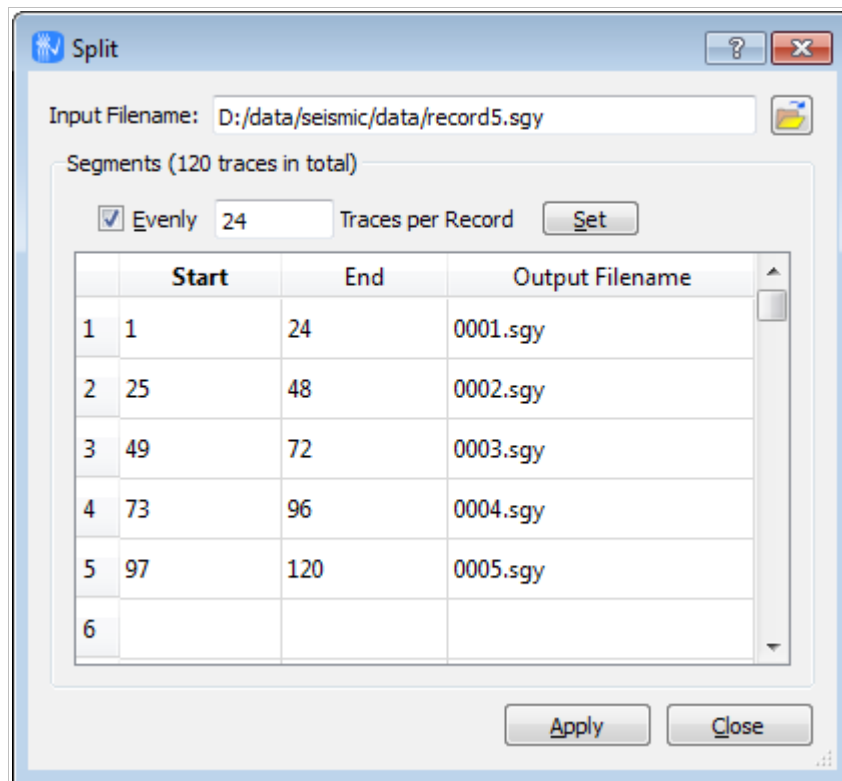 Split
Input Filename: D:/data/seismic/data/record5.sgy
Segments (120 traces in total)
Evenly 24 Traces per Record Set
Start End Output Filename
1 1 24 0001.sgy
2 25 48 0002.sgy
3 49 72 0003.sgy
4 73 96 0004.sgy
5 97 120 0005.sgy
6
Apply Close